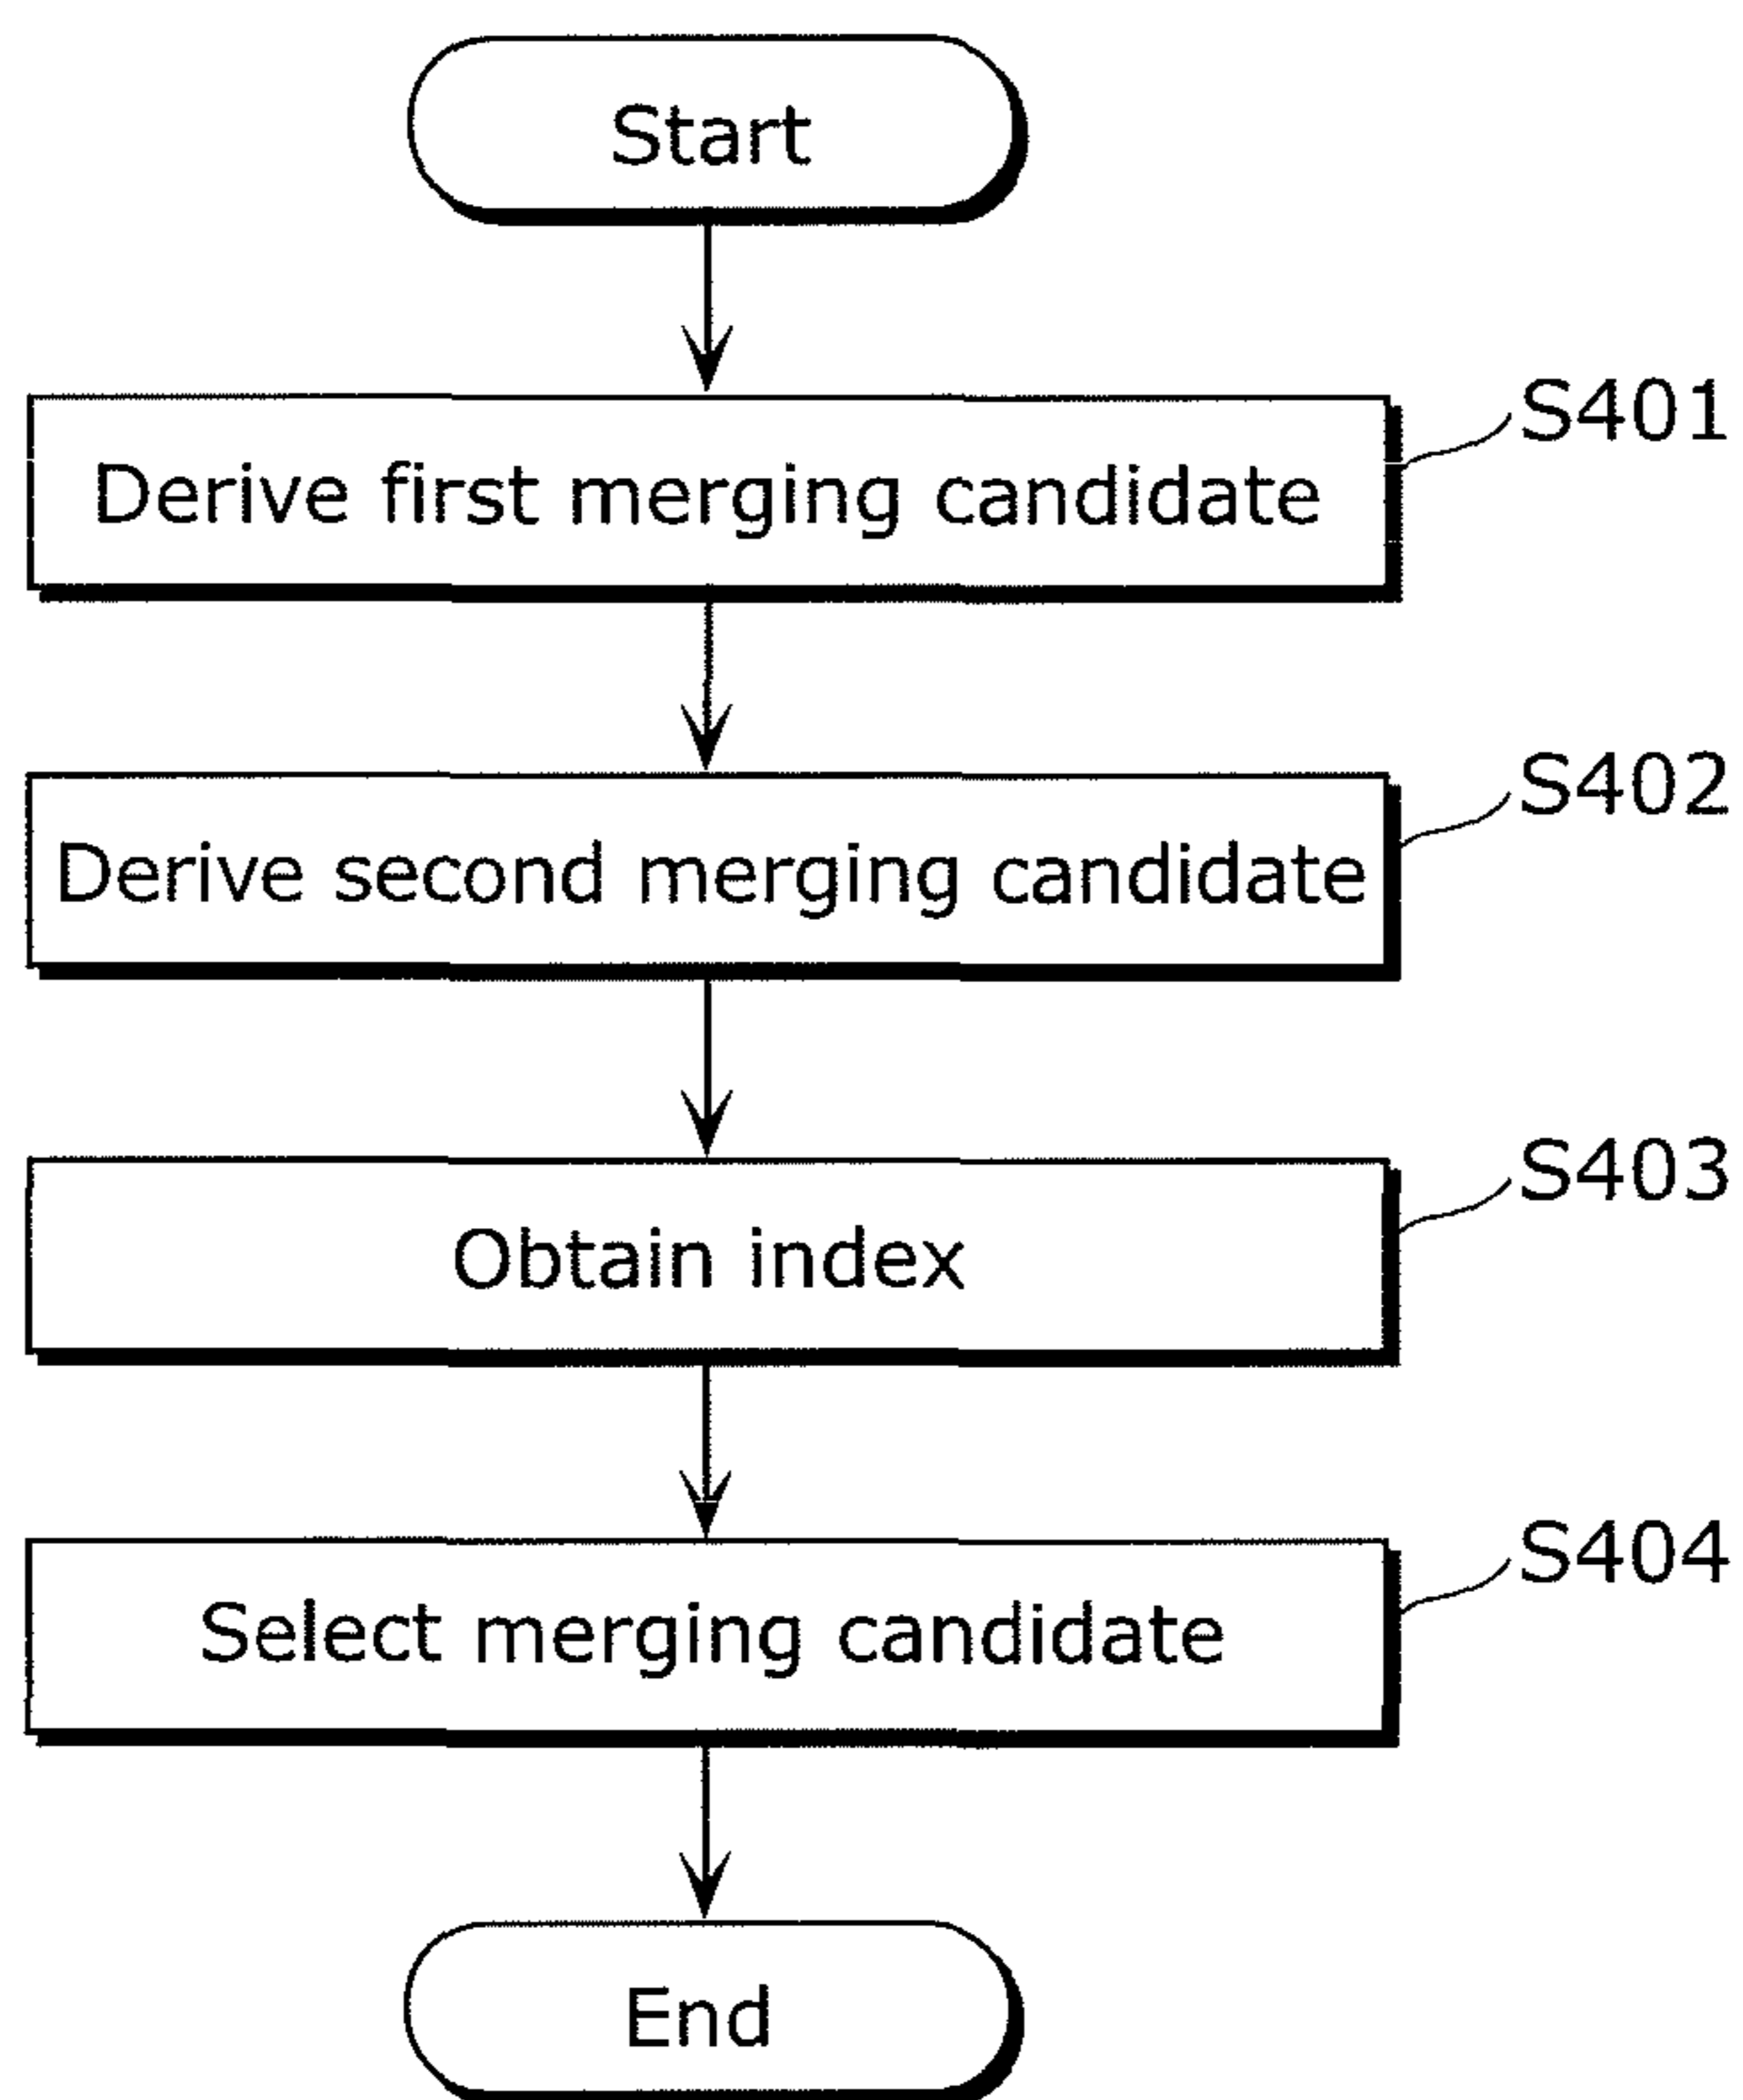 Start
S401
Derive first merging candidate
S402
Derive second merging candidate
S403
Obtain index
S404
Select merging candidate
End